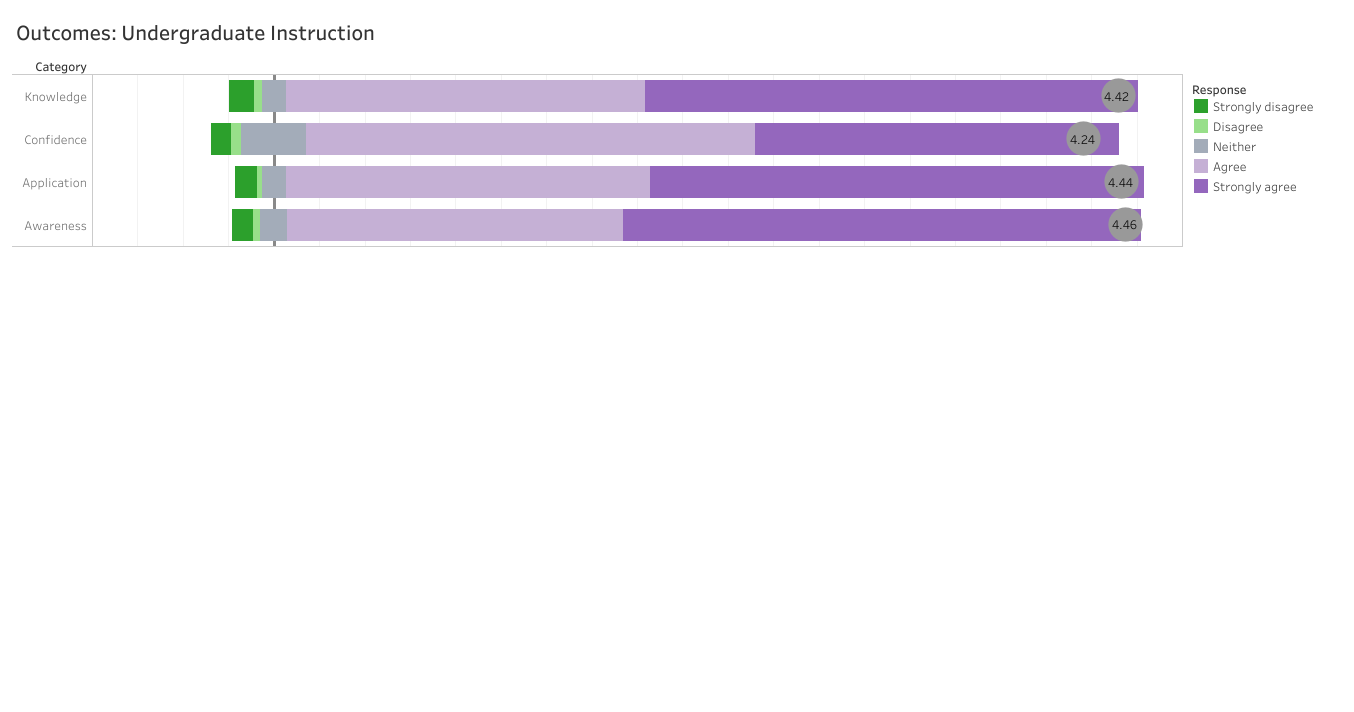 Outcomes: Undergraduate Instruction
Category
Knowledge
4.42
Confidence
4.24
Application
4.44
Awareness
4.46
Response
Strongly disagree
Disagree
Neither
Agree
Strongly agree